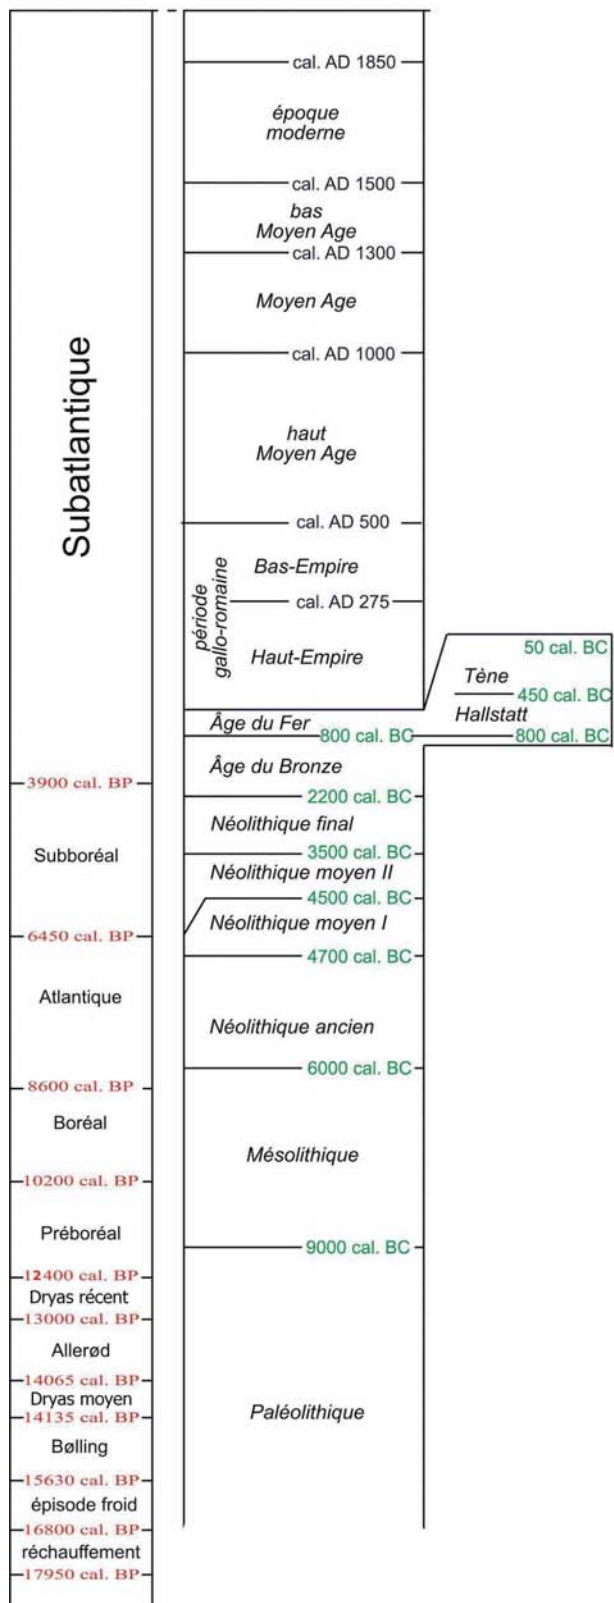 Subatlantique
3900 cal. BP
Subboréal
6450 cal. BP
Atlantique
8600 cal. BP
Boréal
10200 cal. BP
Préboréal
12400 cal. BP
Dryas récent
13000 cal. BP
Allerød
14065 cal. BP
Dryas moyen
14135 cal. BP
Bølling
15630 cal. BP
épisode froid
16800 cal. BP
réchauffement
17950 cal. BP
cal. AD 1850
époque
moderne
cal. AD 1500
bas
Moyen Age
cal. AD 1300
Moyen Age
cal. AD 1000
haut
Moyen Age
cal. AD 500
période
gallo-romaine
Bas-Empire
cal. AD 275
Haut-Empire
Âge du Fer
800 cal. BC
Âge du Bronze
2200 cal. BC
Néolithique final
3500 cal. BC
Néolithique moyen II
4500 cal. BC
Néolithique moyen I
4700 cal. BC
Néolithique ancien
6000 cal. BC
Mésolithique
9000 cal. BC
Paléolithique
50 cal. BC
Tène
450 cal. BC
Hallstatt
800 cal. BC